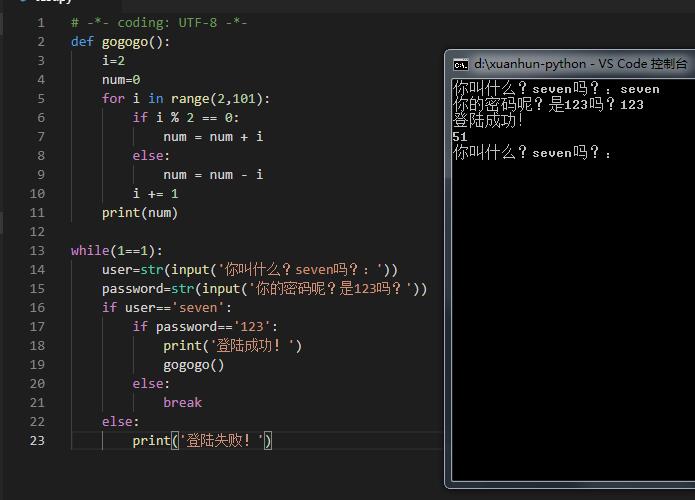 1 # -*- coding: UTF-8 -*-
2 def gogogo():
3     i=2
4     num=0
5     for i in range(2,101):
6         if i % 2 == 0:
7             num = num + i
8         else:
9             num = num - i
10         i += 1
11     print(num)
12
13 while(1==1):
14     user=str(input('你叫什么？seven吗？：'))
15     password=str(input('你的密码呢？是123吗？'))
16     if user=='seven':
17         if password=='123':
18             print('登陆成功！')
19             gogogo()
20         else:
21             break
22     else:
23         print('登陆失败！')
d:\xuanhun-python - VS Code 控制台
你叫什么？seven吗？：seven
你的密码呢？是123吗？123
登陆成功！
51
你叫什么？seven吗？：